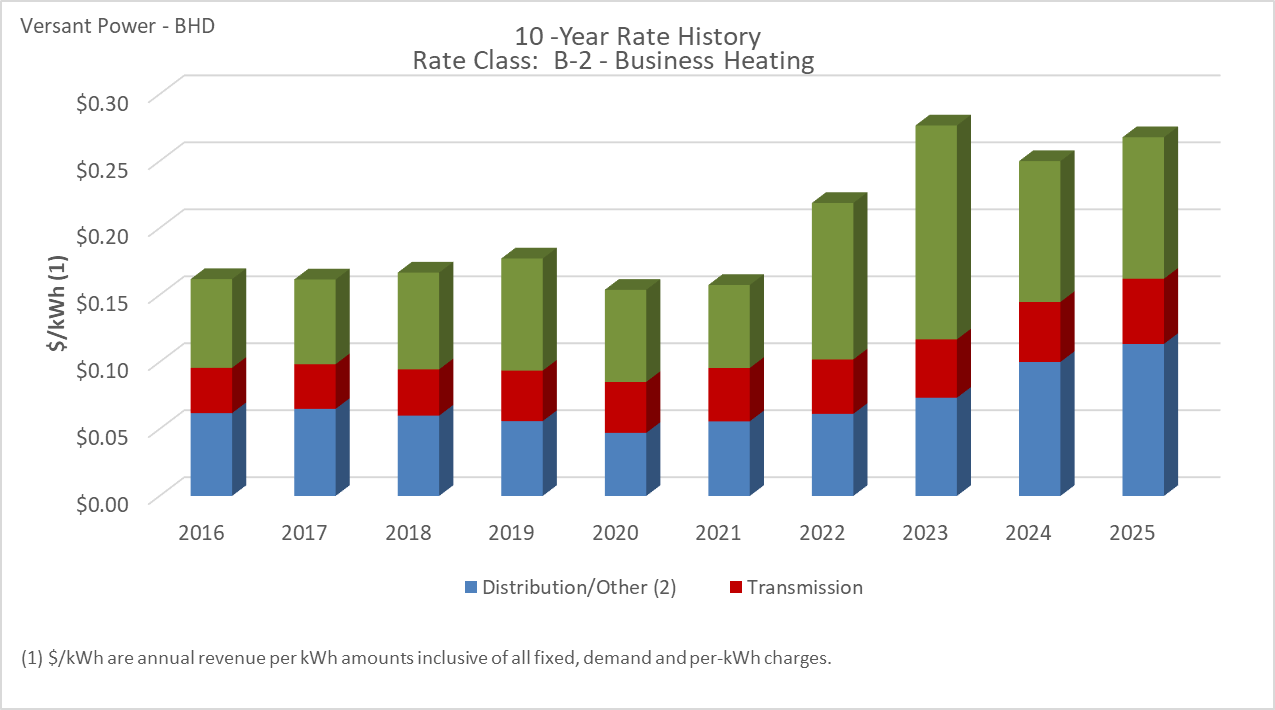 Versant Power - BHD
10 -Year Rate History
Rate Class:  B-2 - Business Heating
$/kWh (1)
$0.30
$0.25
$0.20
$0.15
$0.10
$0.05
$0.00
2016 2017 2018 2019 2020 2021 2022 2023 2024 2025
Distribution/Other (2) Transmission
(1) $/kWh are annual revenue per kWh amounts inclusive of all fixed, demand and per-kWh charges.